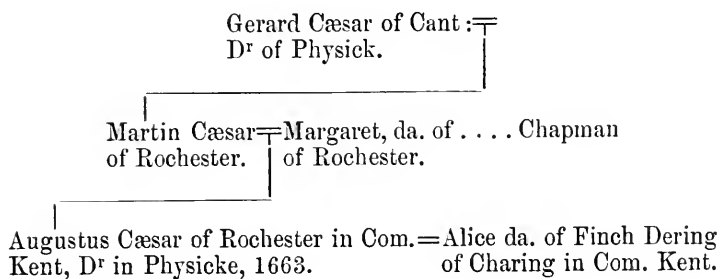 Gerard Cæsar of Cant :
Dʳ of Physick.
Martin Cæsar=Margaret, da. of . . . . Chapman
of Rochester. of Rochester.
Augustus Cæsar of Rochester in Com.=Alice da. of Finch Dering
Kent, Dʳ in Physicke, 1663. of Charing in Com. Kent.